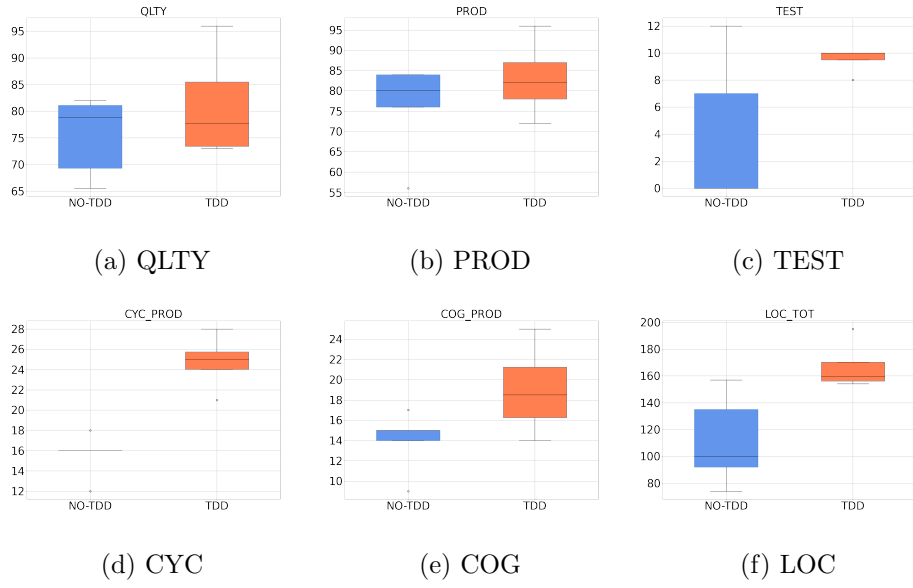 QLTY
95
90
85
80
75
70
65
NO-TDD TDD
(a) QLTY
PROD
95
90
85
80
75
70
65
60
55
NO-TDD TDD
(b) PROD
TEST
12
10
8
6
4
2
0
NO-TDD TDD
(c) TEST
CYC_PROD
28
26
24
22
20
18
16
14
12
NO-TDD TDD
(d) CYC
COG_PROD
24
22
20
18
16
14
12
10
NO-TDD TDD
(e) COG
LOC_TOT
200
180
160
140
120
100
80
NO-TDD TDD
(f) LOC